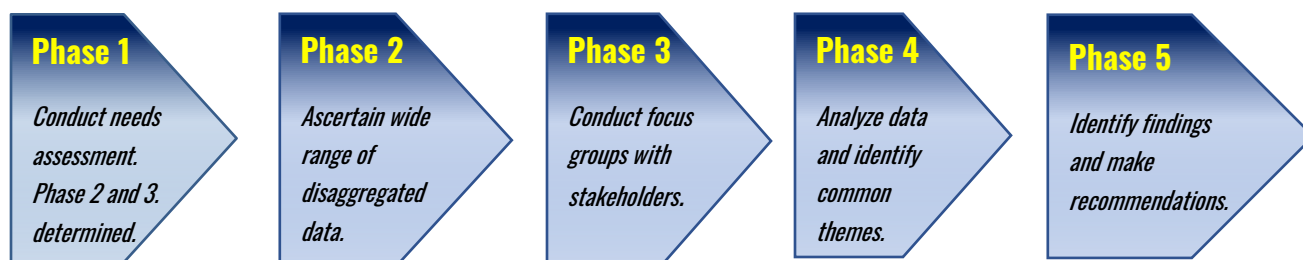 Phase 1
Conduct needs
assessment.
Phase 2 and 3.
determined.
Phase 2
Ascertain wide
range of
disaggregated
data.
Phase 3
Conduct focus
groups with
stakeholders.
Phase 4
Analyze data
and identify
common
themes.
Phase 5
Identify findings
and make
recommendations.